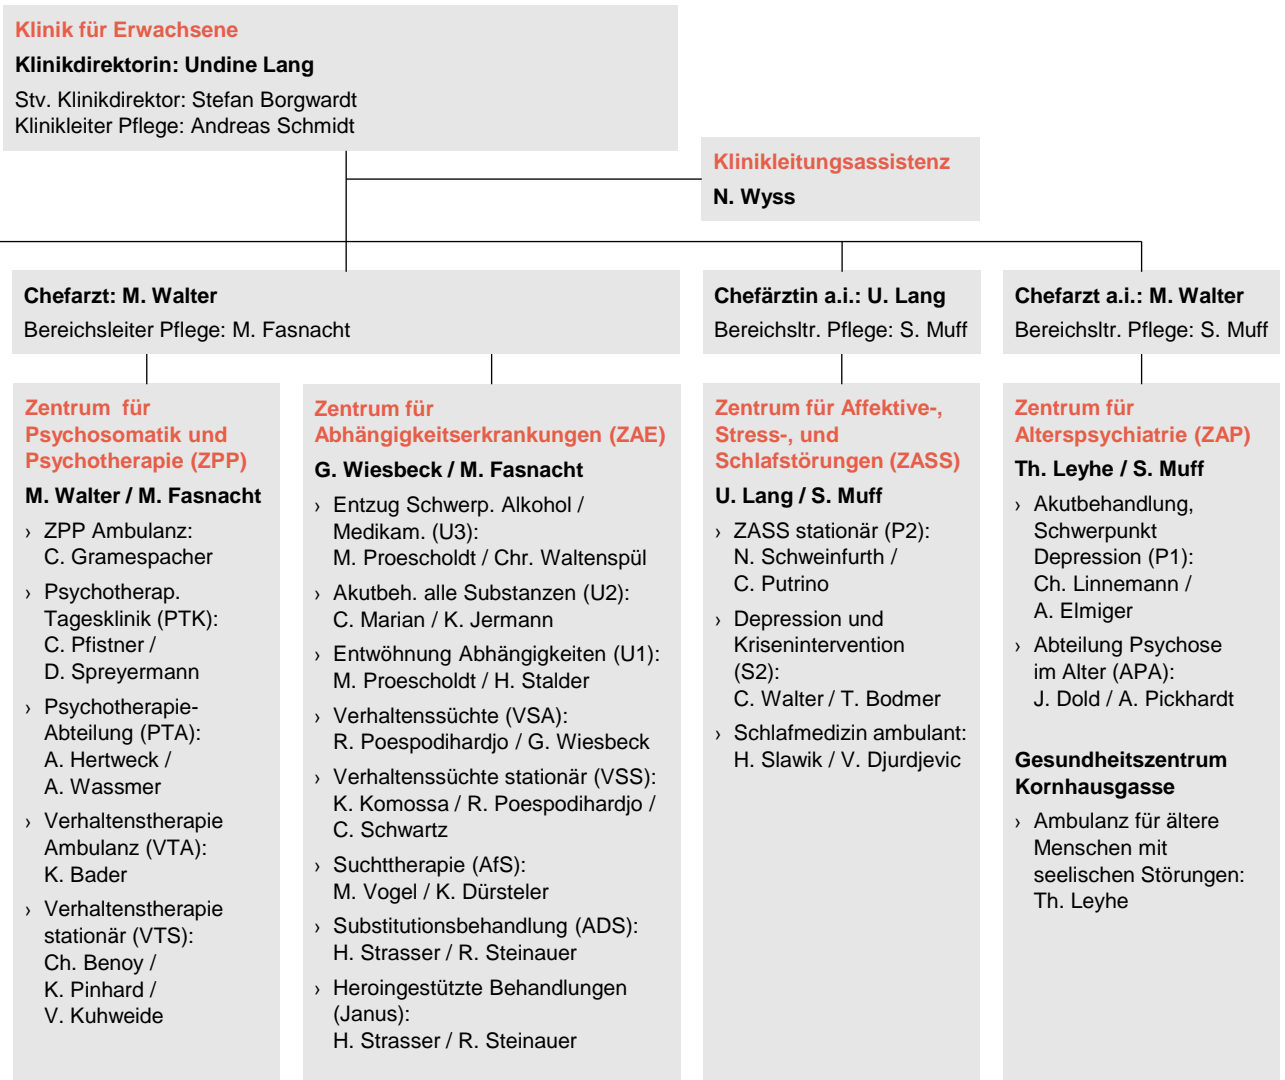 Klinik für Erwachsene
Klinikdirektorin: Undine Lang
Stv. Klinikdirektor: Stefan Borgwardt
Klinikleiter Pflege: Andreas Schmidt
Klinikleitungsassistenz
N. Wyss
Chefarzt: M. Walter
Bereichsleiter Pflege: M. Fasnacht
Chefärztin a.i.: U. Lang
Bereichsltr. Pflege: S. Muff
Chefarzt a.i.: M. Walter
Bereichsltr. Pflege: S. Muff
Zentrum für
Psychosomatik und
Psychotherapie (ZPP)
M. Walter / M. Fasnacht
› ZPP Ambulanz:
C. Gramespacher
› Psychotherap.
Tagesklinik (PTK):
C. Pfistner /
D. Spreyermann
› Psychotherapie-
Abteilung (PTA):
A. Hertweck /
A. Wassmer
› Verhaltenstherapie
Ambulanz (VTA):
K. Bader
› Verhaltenstherapie
stationär (VTS):
Ch. Benoy /
K. Pinhard /
V. Kuhweide
Zentrum für
Abhängigkeitserkrankungen (ZAE)
G. Wiesbeck / M. Fasnacht
› Entzug Schwerp. Alkohol /
Medikam. (U3):
M. Proescholdt / Chr. Waltenspül
› Akutbeh. alle Substanzen (U2):
C. Marian / K. Jermann
› Entwöhnung Abhängigkeiten (U1):
M. Proescholdt / H. Stalder
› Verhaltenssüchte (VSA):
R. Poespodihardjo / G. Wiesbeck
› Verhaltenssüchte stationär (VSS):
K. Komossa / R. Poespodihardjo /
C. Schwartz
› Suchttherapie (AfS):
M. Vogel / K. Dürsteler
› Substitutionsbehandlung (ADS):
H. Strasser / R. Steinauer
› Heroingestützte Behandlungen
(Janus):
H. Strasser / R. Steinauer
Zentrum für Affektive-,
Stress-, und
Schlafstörungen (ZASS)
U. Lang / S. Muff
› ZASS stationär (P2):
N. Schweinfurth /
C. Putrino
› Depression und
Krisenintervention
(S2):
C. Walter / T. Bodmer
› Schlafmedizin ambulant:
H. Slawik / V. Djurdjevic
Zentrum für
Alterspsychiatrie (ZAP)
Th. Leyhe / S. Muff
› Akutbehandlung,
Schwerpunkt
Depression (P1):
Ch. Linnemann /
A. Elmiger
› Abteilung Psychose
im Alter (APA):
J. Dold / A. Pickhardt
Gesundheitszentrum
Kornhausgasse
› Ambulanz für ältere
Menschen mit
seelischen Störungen:
Th. Leyhe